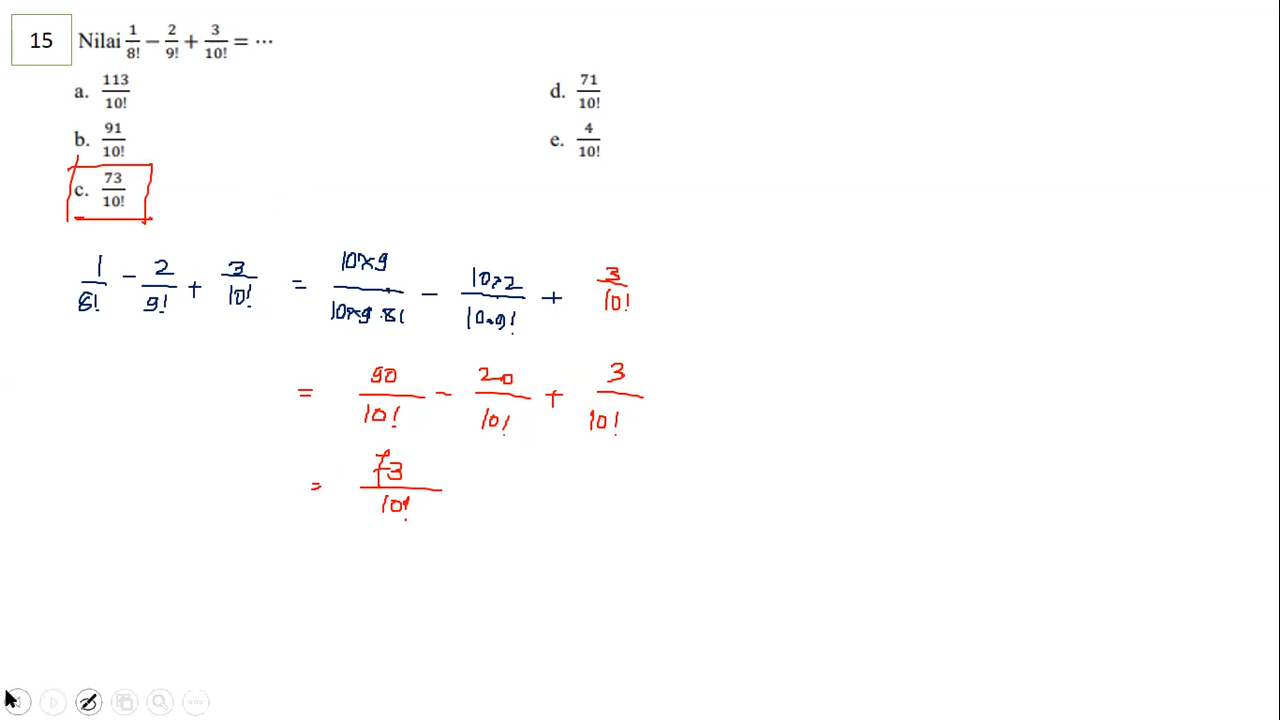 15 Nilai 1/8! − 2/9! + 3/10! = ⋯
a. 113/10!
d. 71/10!
b. 91/10!
e. 4/10!
c. 73/10!
1/8! − 2/9! + 3/10! = 10×9/10×9·8! − 10×2/10·9! + 3/10!
= 90/10! − 20/10! + 3/10!
= 73/10!